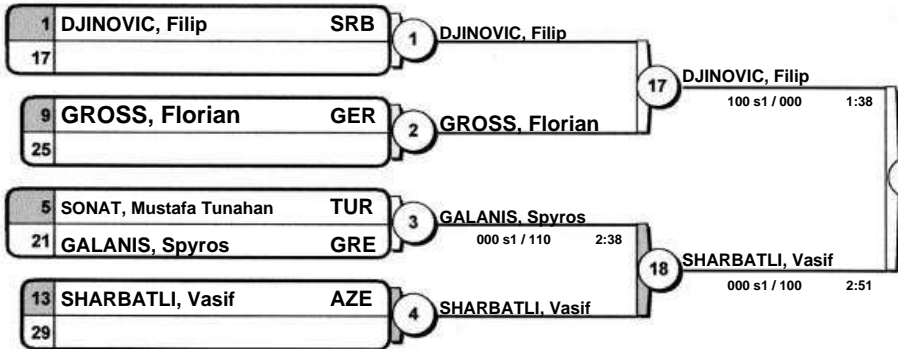 1 DJINOVIC, Filip SRB
17
1 DJINOVIC, Filip
9 GROSS, Florian GER
25
2 GROSS, Florian
17 DJINOVIC, Filip
100 s1 / 000 1:38
5 SONAT, Mustafa Tunahan TUR
21 GALANIS, Spyros GRE
3 GALANIS, Spyros
000 s1 / 110 2:38
13 SHARBATLI, Vasif AZE
29
4 SHARBATLI, Vasif
18 SHARBATLI, Vasif
000 s1 / 100 2:51